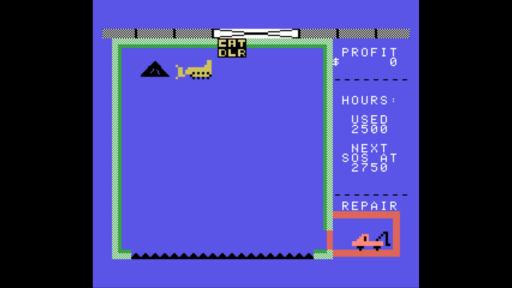 CAT
DLR
PROFIT
$ 0
HOURS:
USED
2500
NEXT
SOS AT
2750
REPAIR